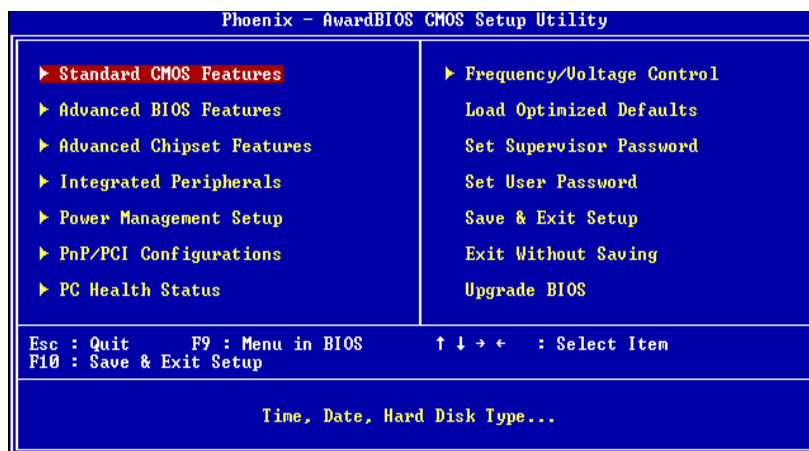 Phoenix - AwardBIOS CMOS Setup Utility
▶ Standard CMOS Features
▶ Advanced BIOS Features
▶ Advanced Chipset Features
▶ Integrated Peripherals
▶ Power Management Setup
▶ PnP/PCI Configurations
▶ PC Health Status
▶ Frequency/Voltage Control
Load Optimized Defaults
Set Supervisor Password
Set User Password
Save & Exit Setup
Exit Without Saving
Upgrade BIOS
Esc : Quit F9 : Menu in BIOS ↑ ↓ → ← : Select Item
F10 : Save & Exit Setup
Time, Date, Hard Disk Type...